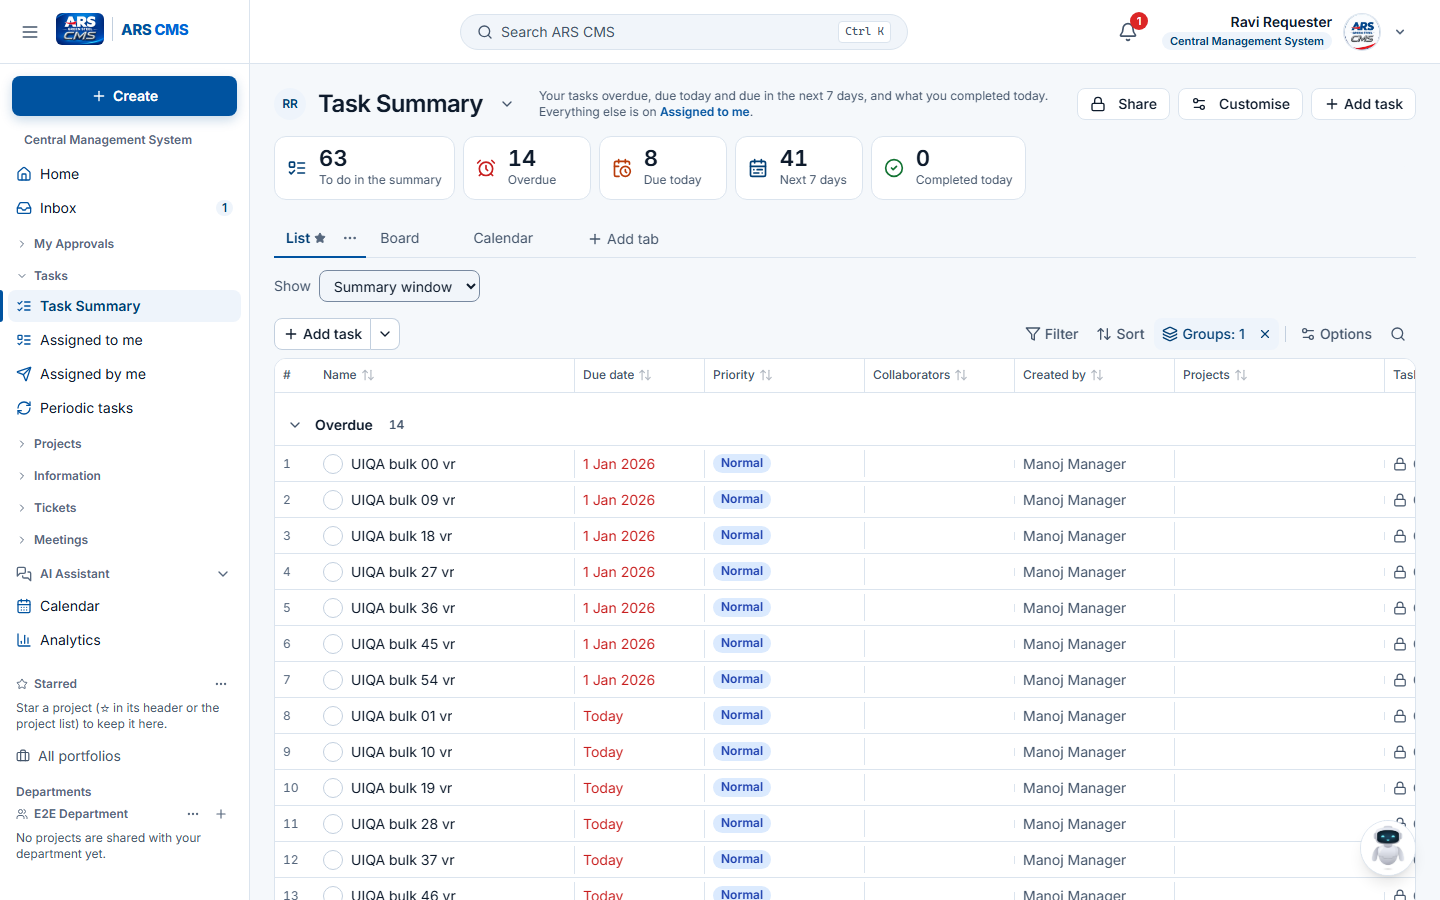 ARS
CMS
ARS CMS
Search ARS CMS
Ctrl K
1
Ravi Requester
Central Management System
ARS
CMS
Create
Central Management System
Home
Inbox
1
My Approvals
Tasks
Task Summary
Assigned to me
Assigned by me
Periodic tasks
Projects
Information
Tickets
Meetings
AI Assistant
Calendar
Analytics
Starred
Star a project (☆ in its header or the
project list) to keep it here.
All portfolios
Departments
E2E Department
No projects are shared with your
department yet.
RR
Task Summary
Your tasks overdue, due today and due in the next 7 days, and what you completed today.
Everything else is on Assigned to me.
Share
Customise
Add task
63
To do in the summary
14
Overdue
8
Due today
41
Next 7 days
0
Completed today
List
Board
Calendar
Add tab
Show
Summary window
Add task
Filter
Sort
Groups: 1
Options
# Name Due date Priority Collaborators Created by Projects
Overdue 14
1 UIQA bulk 00 vr 1 Jan 2026 Normal Manoj Manager
2 UIQA bulk 09 vr 1 Jan 2026 Normal Manoj Manager
3 UIQA bulk 18 vr 1 Jan 2026 Normal Manoj Manager
4 UIQA bulk 27 vr 1 Jan 2026 Normal Manoj Manager
5 UIQA bulk 36 vr 1 Jan 2026 Normal Manoj Manager
6 UIQA bulk 45 vr 1 Jan 2026 Normal Manoj Manager
7 UIQA bulk 54 vr 1 Jan 2026 Normal Manoj Manager
8 UIQA bulk 01 vr Today Normal Manoj Manager
9 UIQA bulk 10 vr Today Normal Manoj Manager
10 UIQA bulk 19 vr Today Normal Manoj Manager
11 UIQA bulk 28 vr Today Normal Manoj Manager
12 UIQA bulk 37 vr Today Normal Manoj Manager
13 UIQA bulk 46 vr Today Normal Manoj Manager